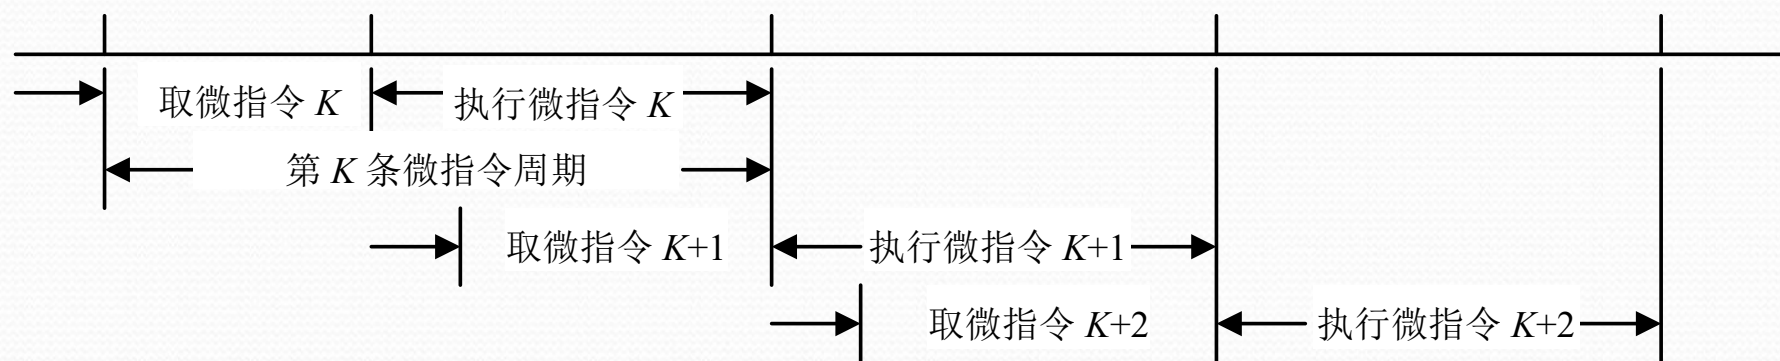 取微指令 K 执行微指令 K
第 K 条微指令周期
取微指令 K+1 执行微指令 K+1
取微指令 K+2 执行微指令 K+2